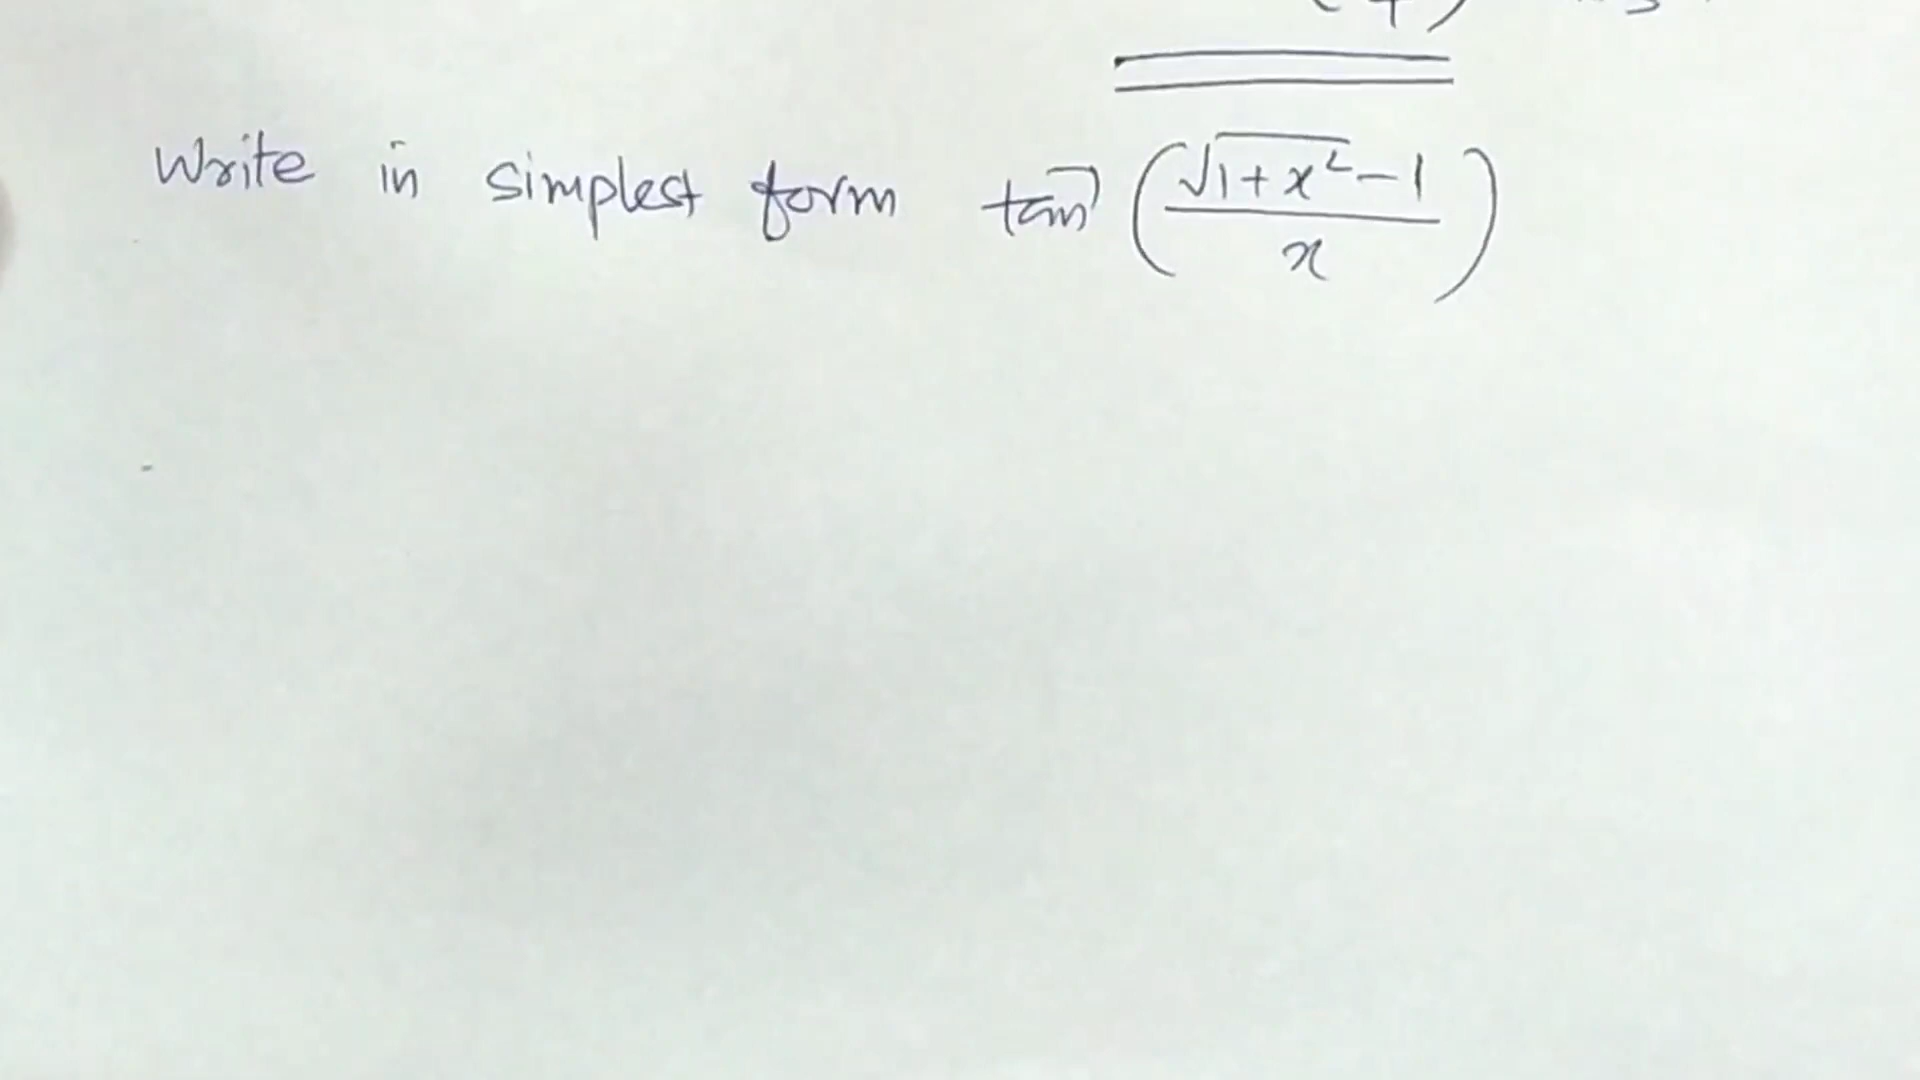 Write in simplest form tan⁻¹ (√(1+x²) - 1 / x)